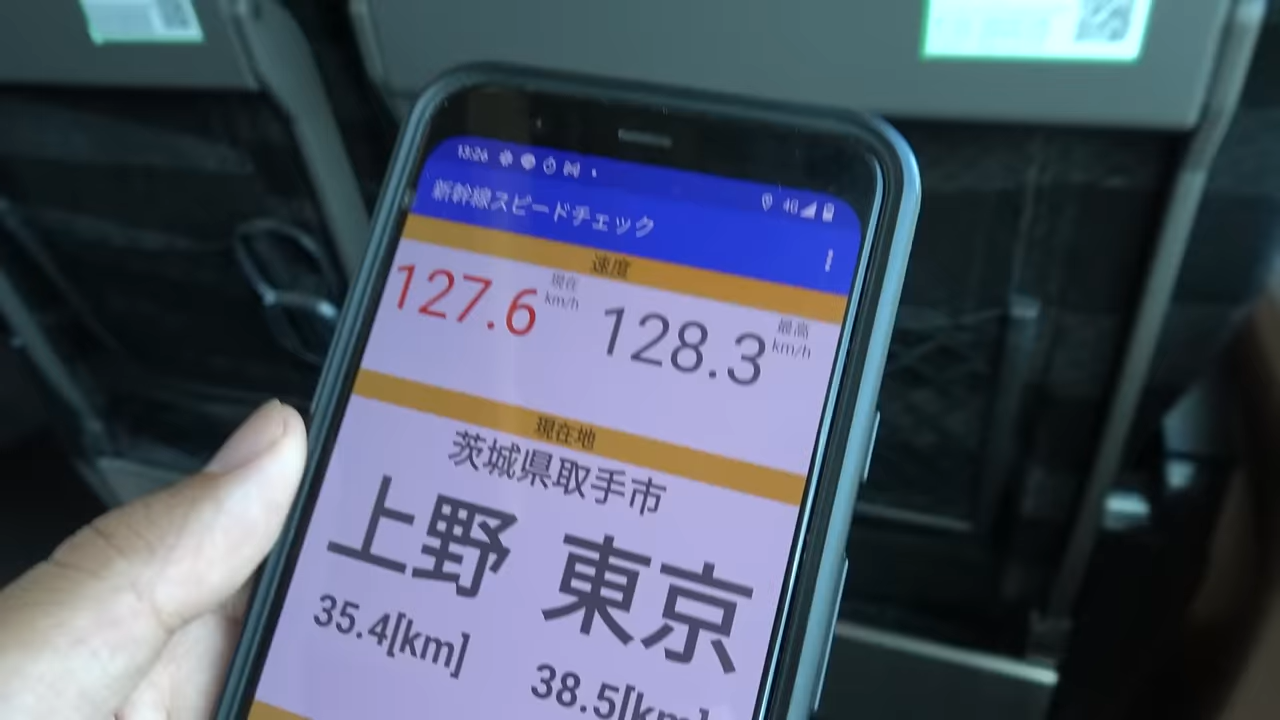 13:26
4G
新幹線スピードチェック
速度
127.6 現在 km/h
128.3 最高 km/h
現在地
茨城県取手市
上野 東京
35.4[km]
38.5[km]